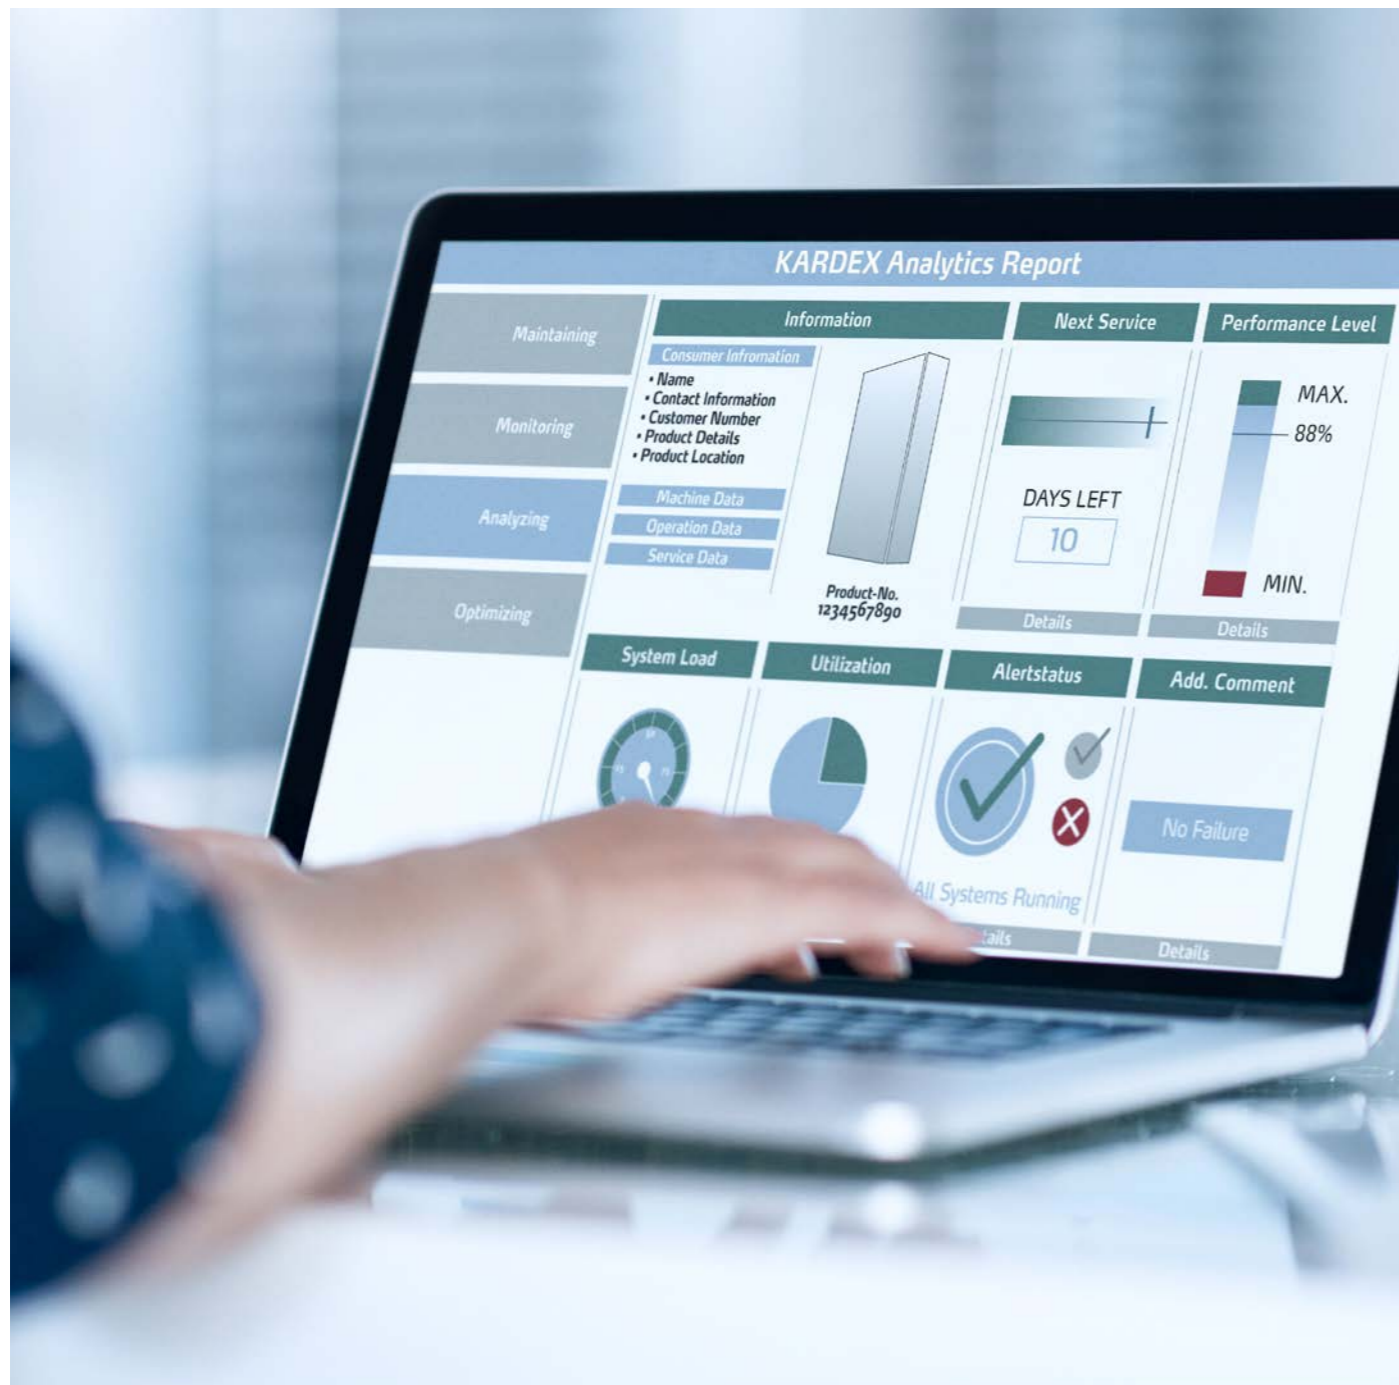 KARDEX Analytics Report
Maintaining
Monitoring
Analyzing
Optimizing
Information
Consumer Infromation
• Name
• Contact Information
• Customer Number
• Product Details
• Product Location
Machine Data
Operation Data
Service Data
Product-No.
1234567890
Next Service
DAYS LEFT
10
Details
Performance Level
MAX.
88%
MIN.
Details
System Load
Utilization
Alertstatus
All Systems Running
Add. Comment
No Failure
Details